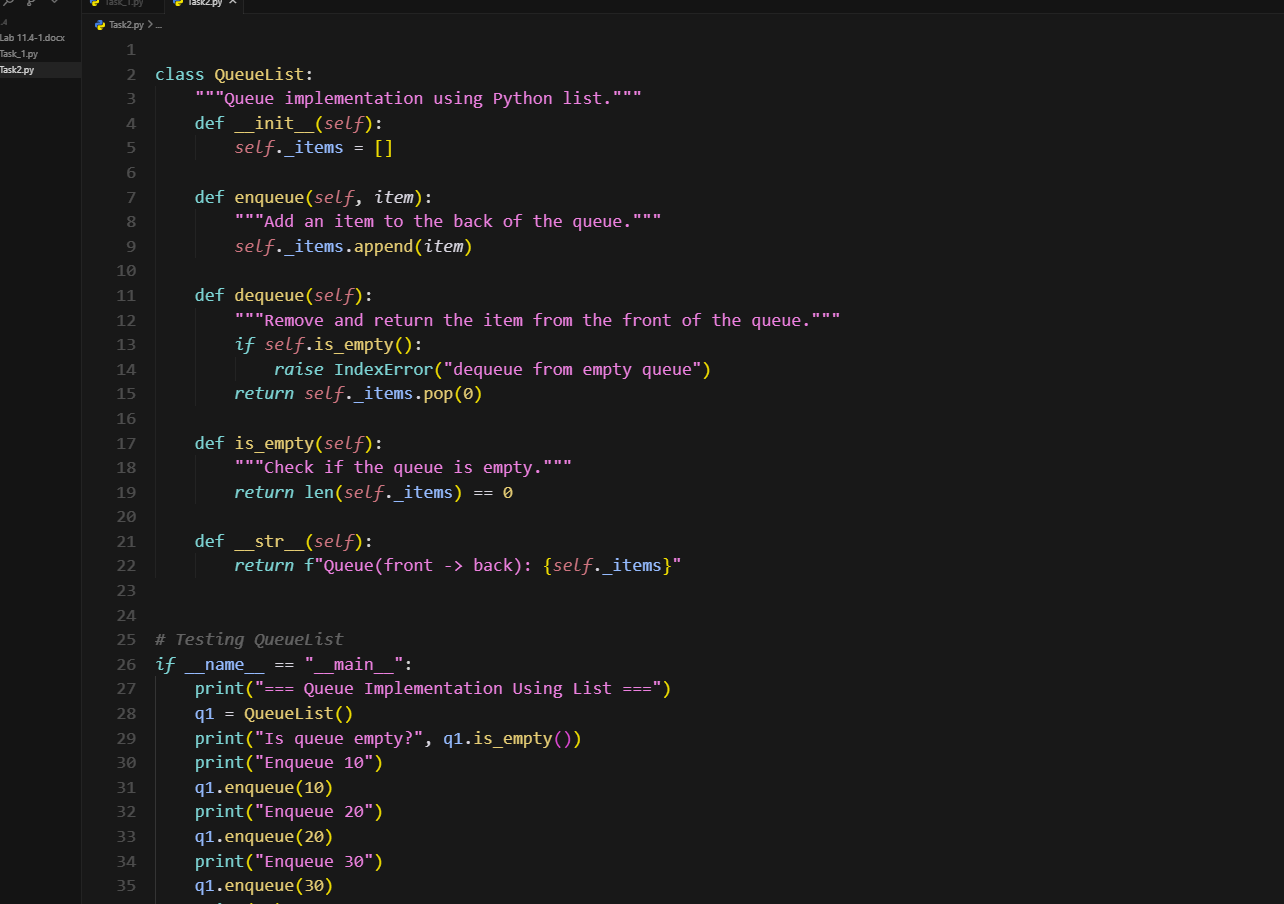 Task_1.py
Task2.py
Task2.py > ...
Lab 11.4-1.docx
Task_1.py
Task2.py
1
2 class QueueList:
3     """Queue implementation using Python list."""
4     def __init__(self):
5         self._items = []
6
7     def enqueue(self, item):
8         """Add an item to the back of the queue."""
9         self._items.append(item)
10
11     def dequeue(self):
12         """Remove and return the item from the front of the queue."""
13         if self.is_empty():
14             raise IndexError("dequeue from empty queue")
15         return self._items.pop(0)
16
17     def is_empty(self):
18         """Check if the queue is empty."""
19         return len(self._items) == 0
20
21     def __str__(self):
22         return f"Queue(front -> back): {self._items}"
23
24
25 # Testing QueueList
26 if __name__ == "__main__":
27     print("=== Queue Implementation Using List ===")
28     q1 = QueueList()
29     print("Is queue empty?", q1.is_empty())
30     print("Enqueue 10")
31     q1.enqueue(10)
32     print("Enqueue 20")
33     q1.enqueue(20)
34     print("Enqueue 30")
35     q1.enqueue(30)